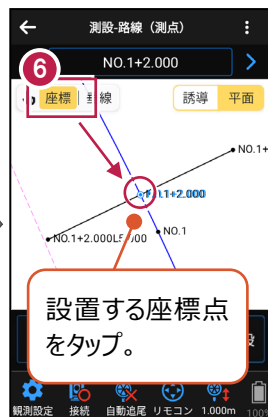 測設-路線（測点）
NO.1+2.000
6
座標
線
誘導
平面
NO.1+
1+2.000
NO.1+2.000L5.000
NO.1
設置する座標点
をタップ。
観測設定
接続
自動追尾
リモコン
1.000m
100%